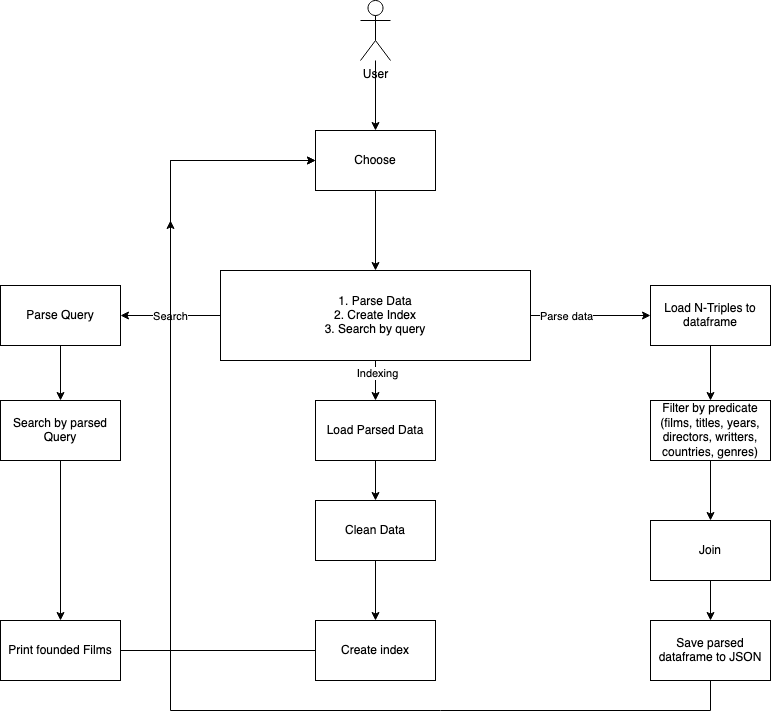 User
Choose
1. Parse Data
2. Create Index
3. Search by query
Search
Parse data
Indexing
Parse Query
Search by parsed
Query
Print founded Films
Load Parsed Data
Clean Data
Create index
Load N-Triples to
dataframe
Filter by predicate
(films, titles, years,
directors, writters,
countries, genres)
Join
Save parsed
dataframe to JSON